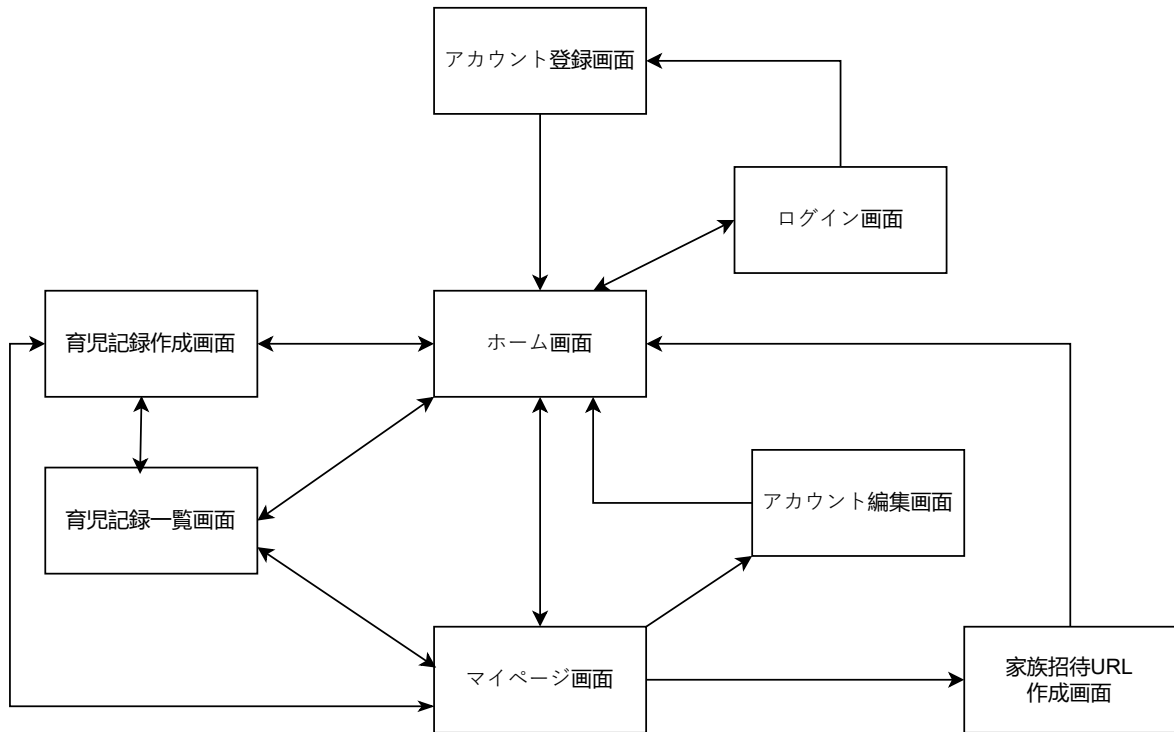 アカウント登録画面
ログイン画面
育児記録作成画面
ホーム画面
育児記録一覧画面
アカウント編集画面
マイページ画面
家族招待URL
作成画面